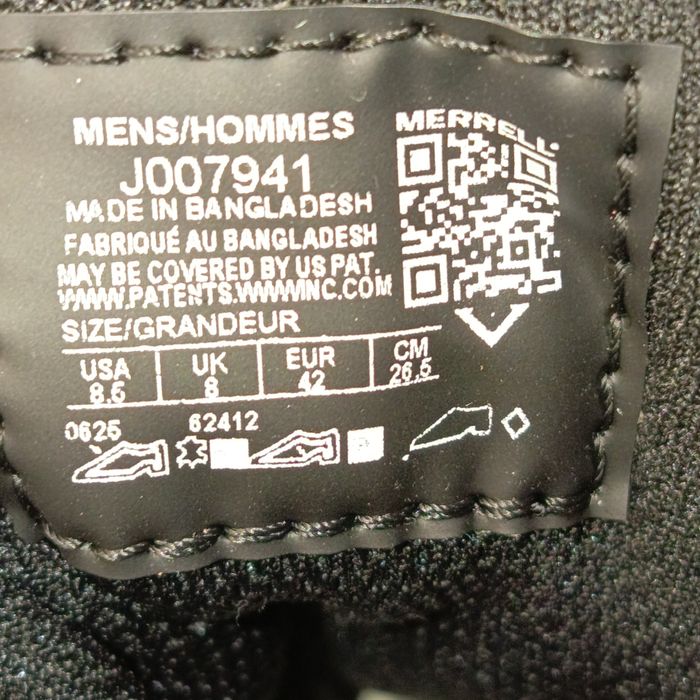 MENS/HOMMES
J007941
MADE IN BANGLADESH
FABRIQUÉ AU BANGLADESH
MAY BE COVERED BY US PAT.
WWW.PATENTS.WWWINC.COM
SIZE/GRANDEUR
USA UK EUR CM
8.5 8 42 26.5
0625 62412
MERRELL